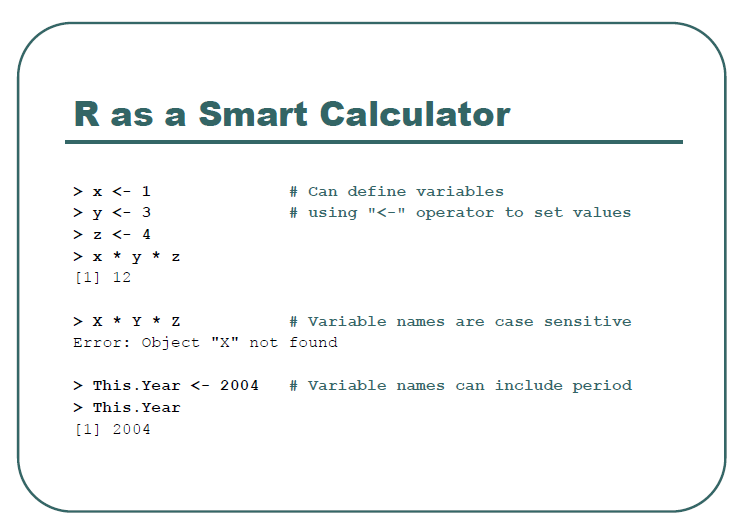 R as a Smart Calculator
> x <- 1 # Can define variables
> y <- 3 # using "<-" operator to set values
> z <- 4
> x * y * z
[1] 12
> X * Y * Z # Variable names are case sensitive
Error: Object "X" not found
> This.Year <- 2004 # Variable names can include period
> This.Year
[1] 2004